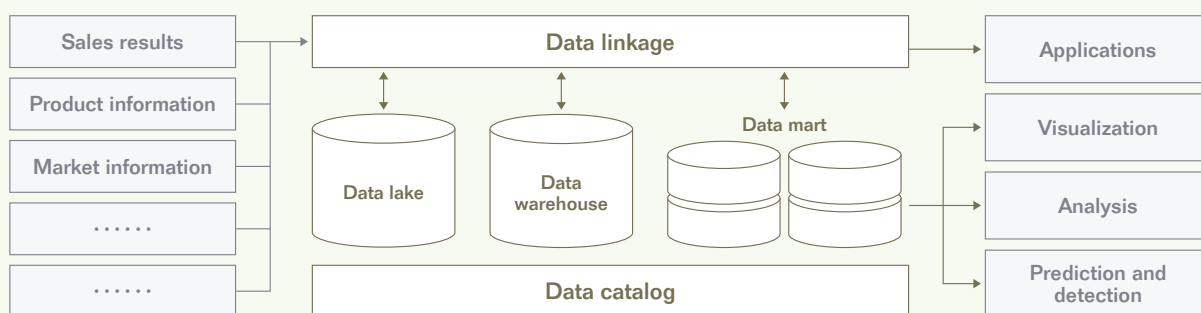 Sales results
Product information
Market information
······
······
Data linkage
Data lake
Data
warehouse
Data mart
Data catalog
Applications
Visualization
Analysis
Prediction and
detection